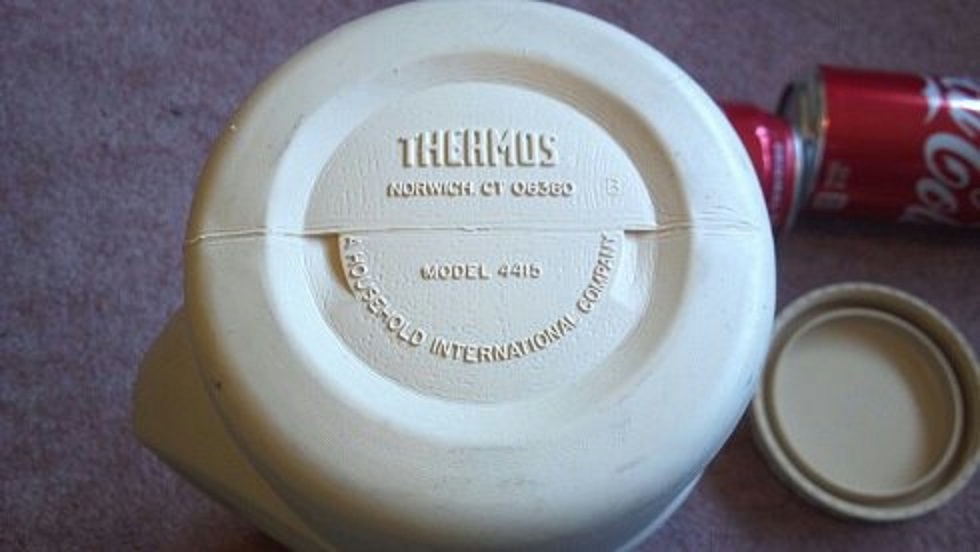 THERMOS
NORWICH CT 06360 B
MODEL 4415
A HOUSEHOLD INTERNATIONAL COMPANY